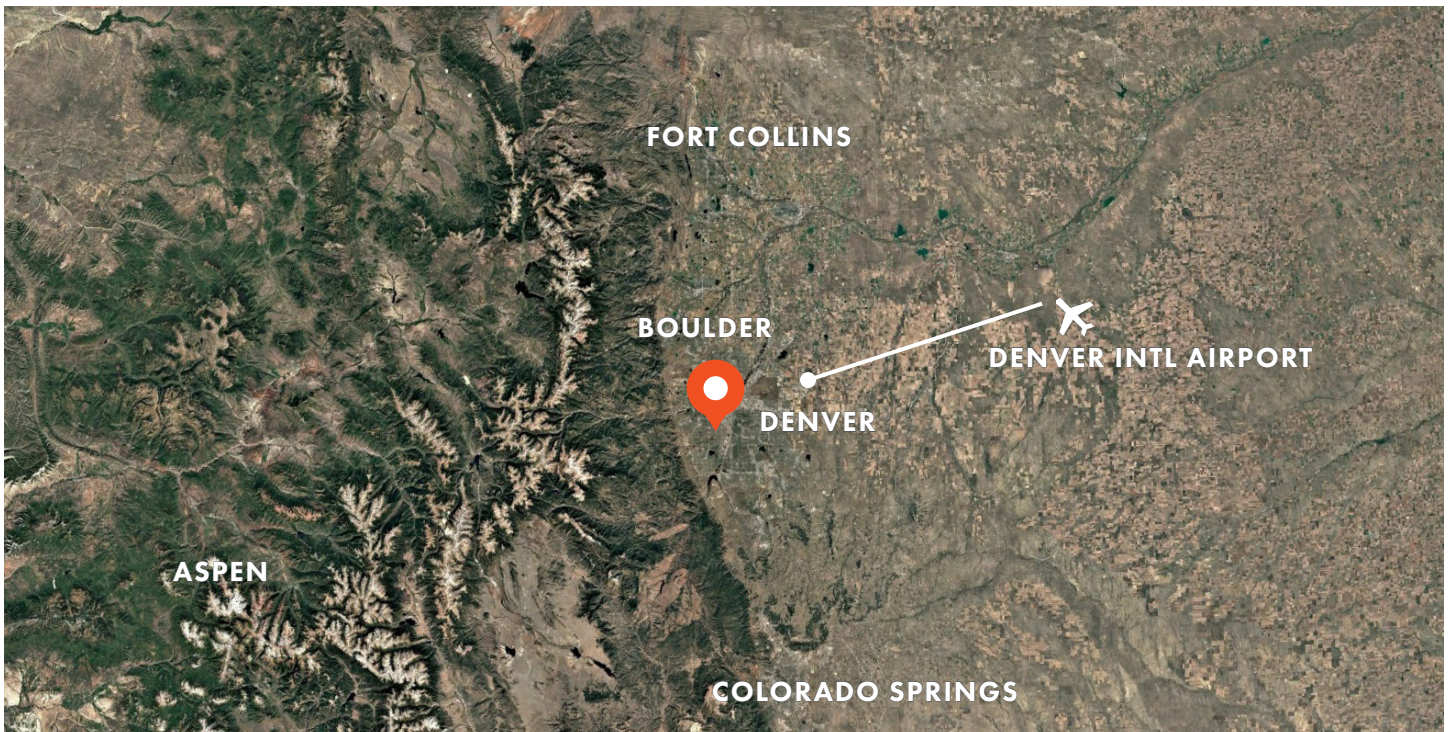 FORT COLLINS
BOULDER
DENVER INTL AIRPORT
DENVER
ASPEN
COLORADO SPRINGS